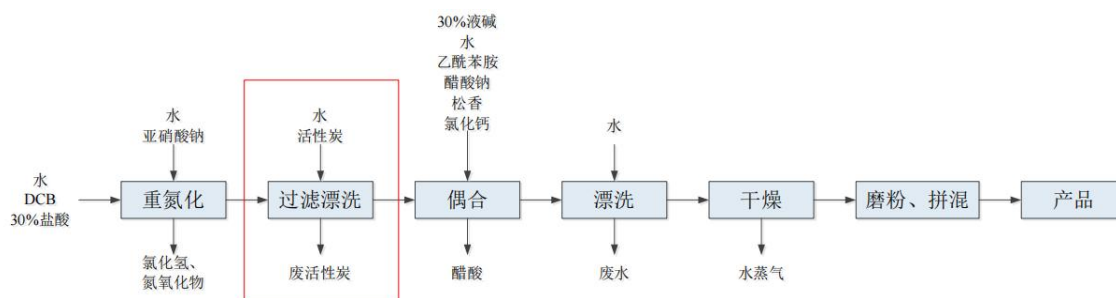 30%液碱
水
乙酰苯胺
醋酸钠
松香
氯化钙
水
亚硝酸钠
水
活性炭
水
水
DCB
30%盐酸
重氮化
过滤漂洗
偶合
漂洗
干燥
磨粉、拼混
产品
氯化氢、
氮氧化物
废活性炭
醋酸
废水
水蒸气